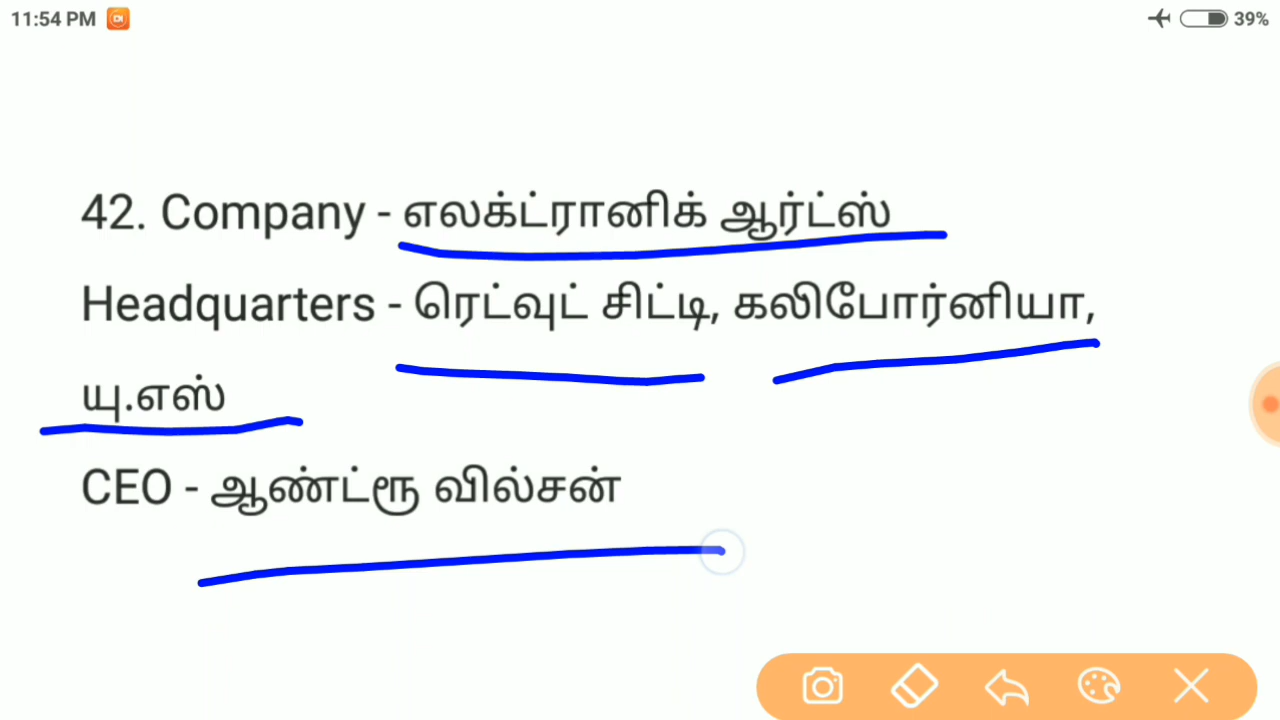 11:54 PM 39%
42. Company - எலக்ட்ரானிக் ஆர்ட்ஸ்
Headquarters - ரெட்வுட் சிட்டி, கலிபோர்னியா,
யு.எஸ்
CEO - ஆண்ட்ரூ வில்சன்